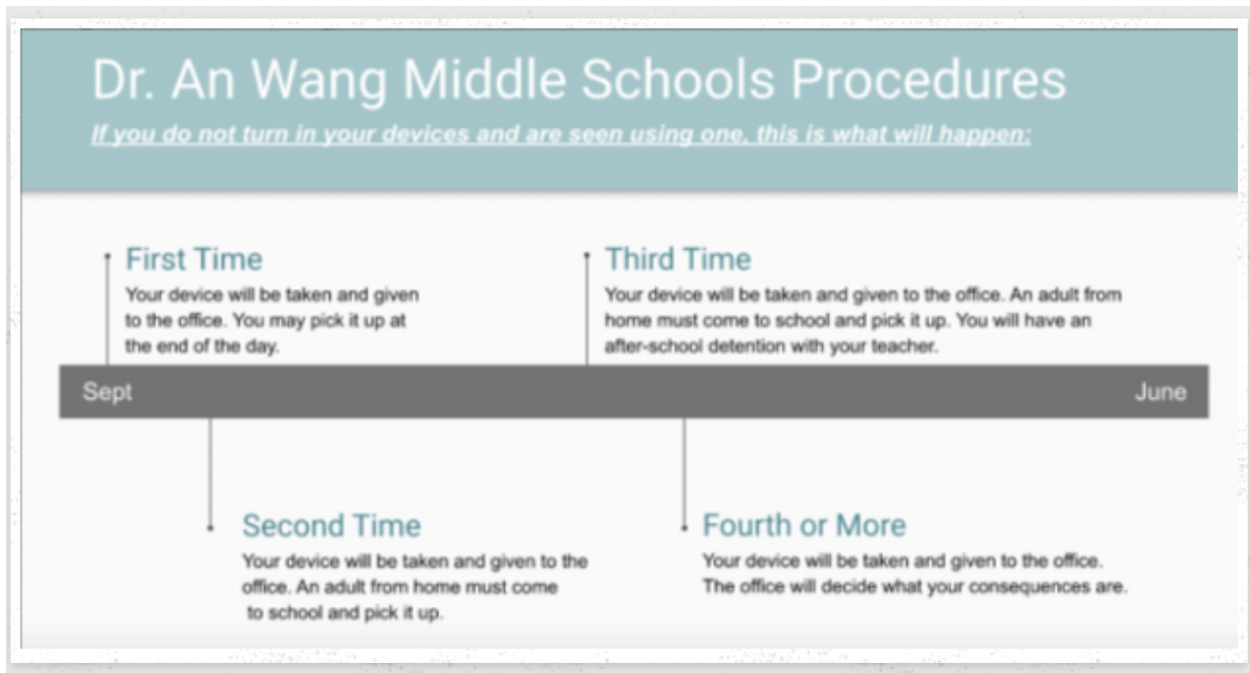 Dr. An Wang Middle Schools Procedures
If you do not turn in your devices and are seen using one, this is what will happen:
First Time
Your device will be taken and given
to the office. You may pick it up at
the end of the day.
Third Time
Your device will be taken and given to the office. An adult from
home must come to school and pick it up. You will have an
after-school detention with your teacher.
Sept
June
Second Time
Your device will be taken and given to the
office. An adult from home must come
to school and pick it up.
Fourth or More
Your device will be taken and given to the office.
The office will decide what your consequences are.